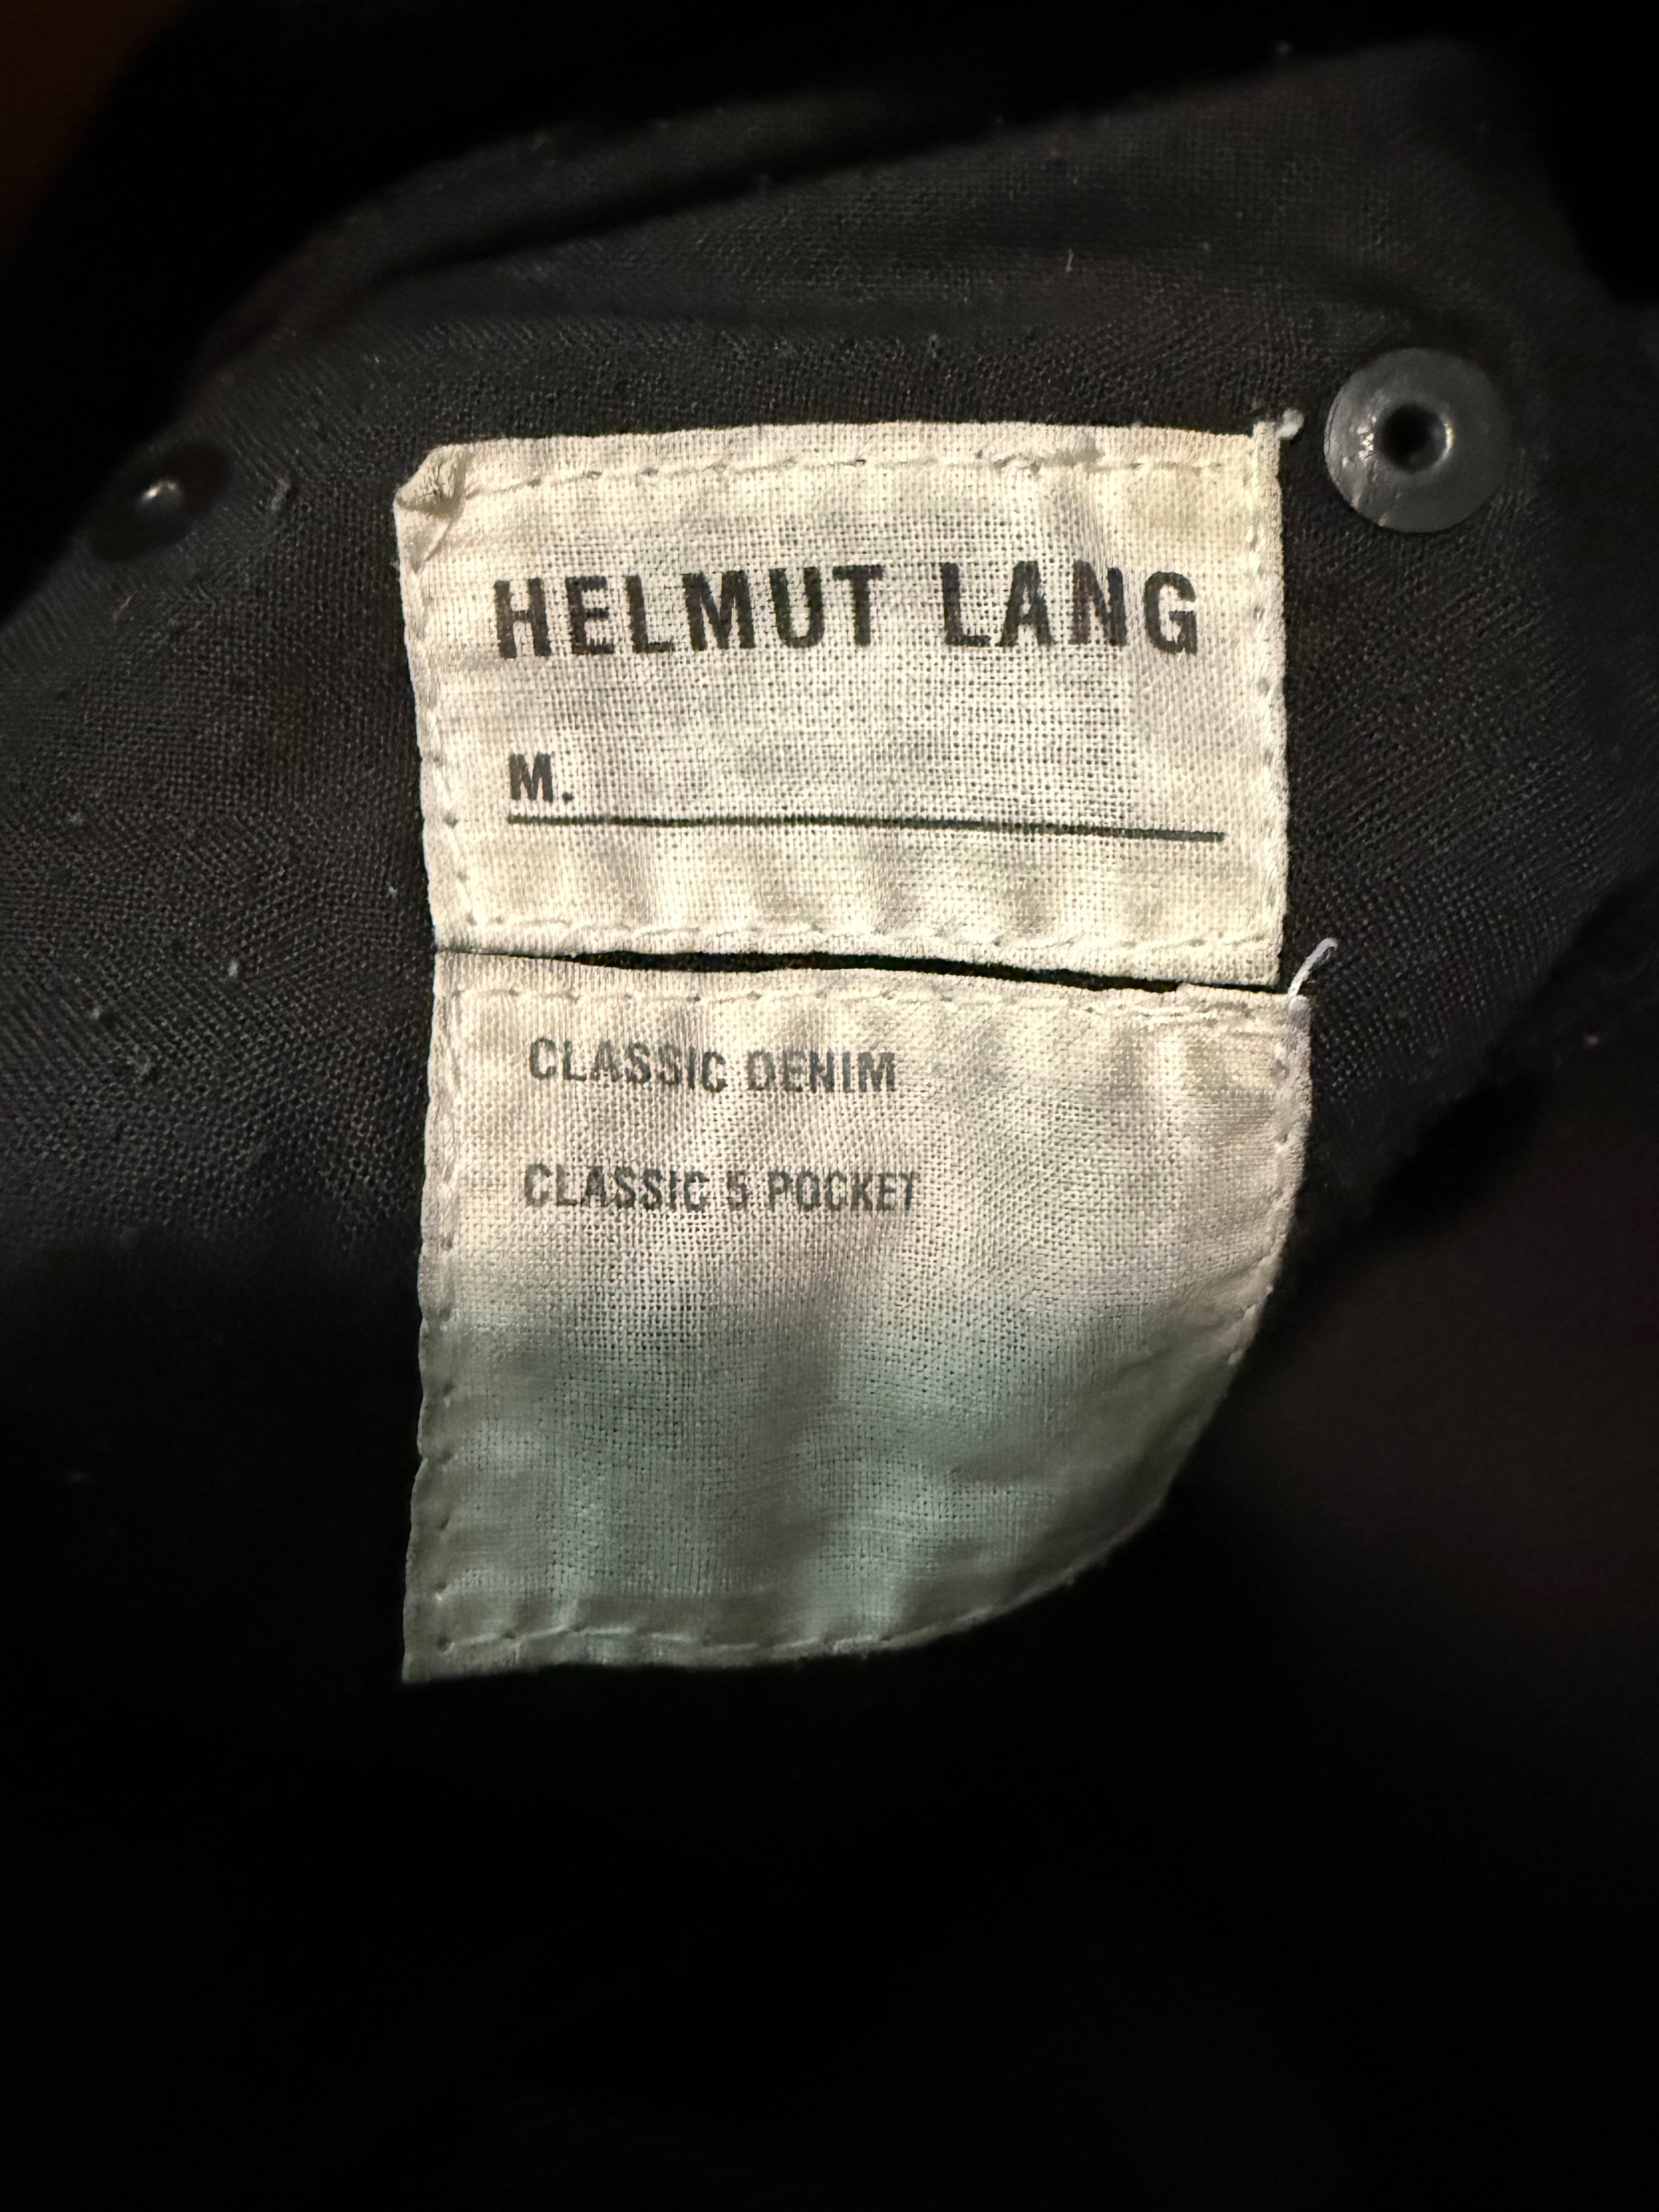 HELMUT LANG
M.
CLASSIC DENIM
CLASSIC 5 POCKET